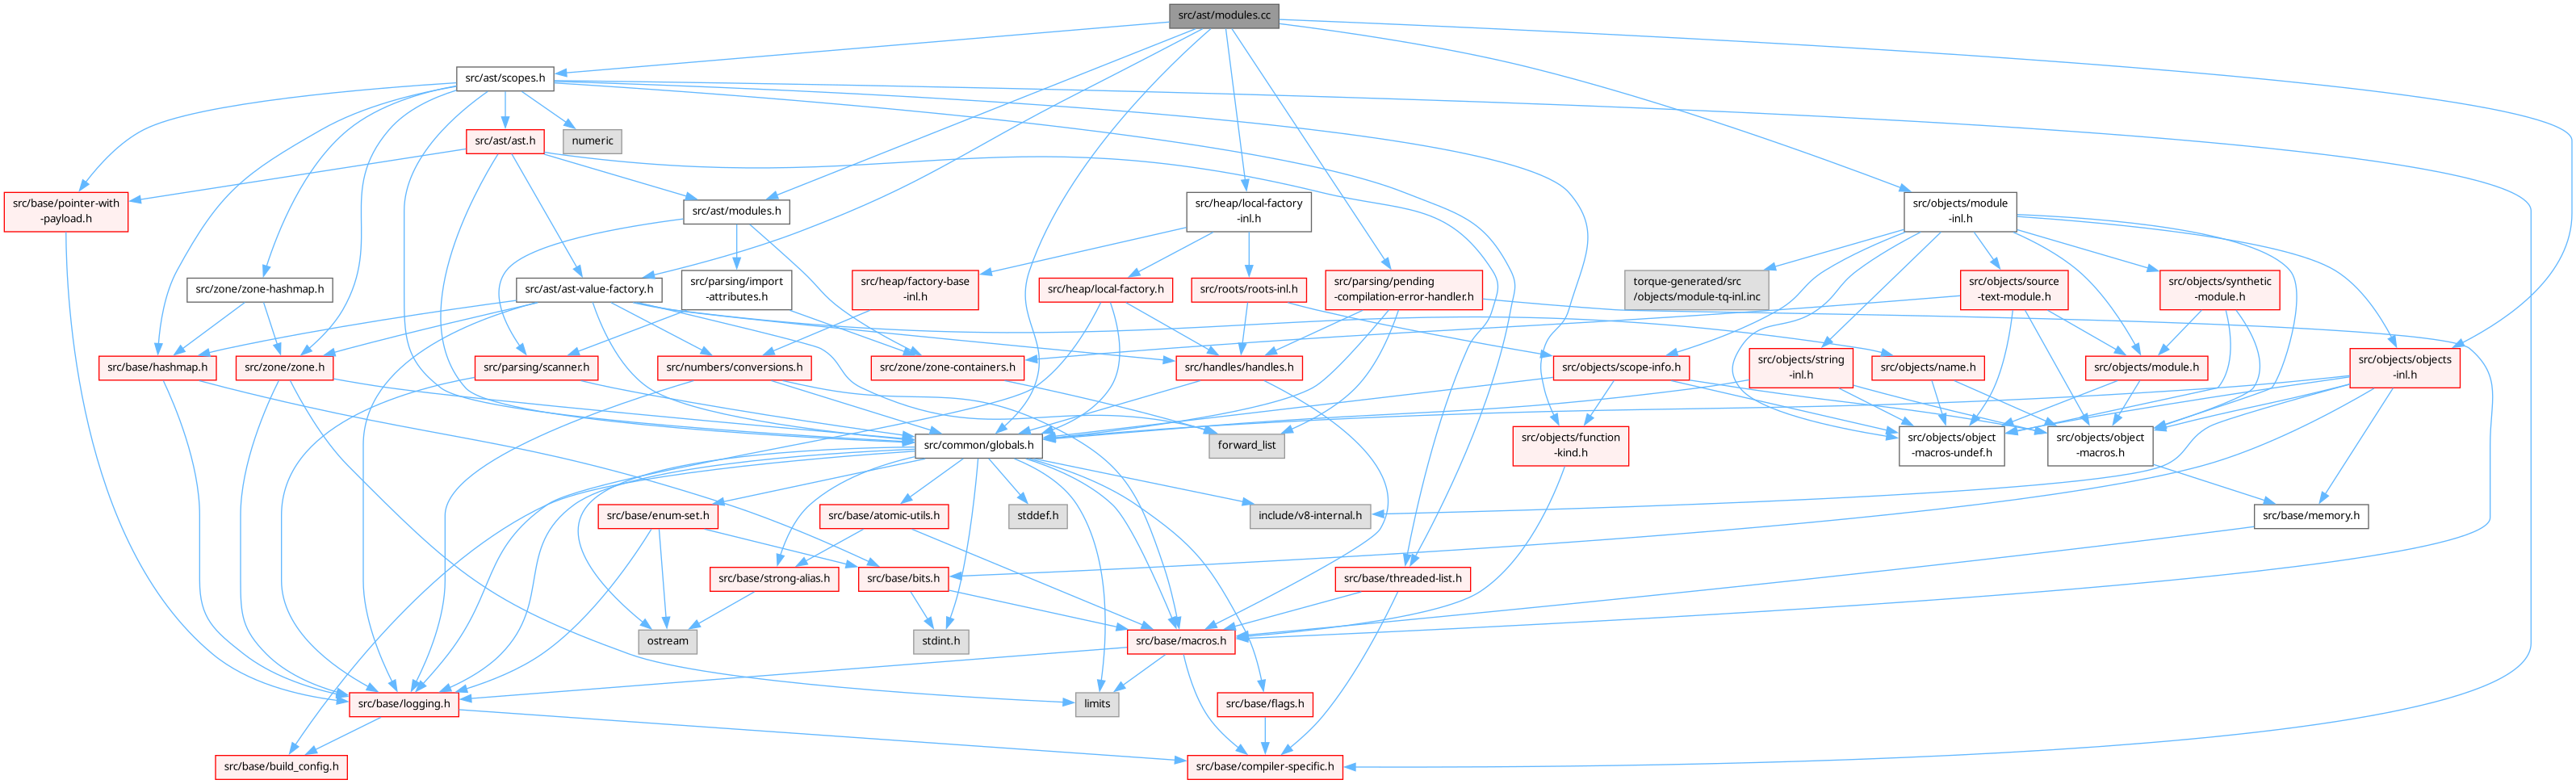 src/ast/modules.cc
src/ast/scopes.h
src/ast/ast.h
numeric
src/base/pointer-with
-payload.h
src/ast/modules.h
src/heap/local-factory
-inl.h
src/objects/module
-inl.h
src/zone/zone-hashmap.h
src/ast/ast-value-factory.h
src/parsing/import
-attributes.h
src/heap/factory-base
-inl.h
src/heap/local-factory.h
src/roots/roots-inl.h
src/parsing/pending
-compilation-error-handler.h
torque-generated/src
/objects/module-tq-inl.inc
src/objects/source
-text-module.h
src/objects/synthetic
-module.h
src/base/hashmap.h
src/zone/zone.h
src/parsing/scanner.h
src/numbers/conversions.h
src/zone/zone-containers.h
src/handles/handles.h
src/objects/scope-info.h
src/objects/string
-inl.h
src/objects/name.h
src/objects/module.h
src/objects/objects
-inl.h
src/common/globals.h
forward_list
src/objects/function
-kind.h
src/objects/object
-macros-undef.h
src/objects/object
-macros.h
src/base/enum-set.h
src/base/atomic-utils.h
stddef.h
include/v8-internal.h
src/base/memory.h
src/base/strong-alias.h
src/base/bits.h
src/base/threaded-list.h
ostream
stdint.h
src/base/macros.h
src/base/logging.h
limits
src/base/flags.h
src/base/build_config.h
src/base/compiler-specific.h